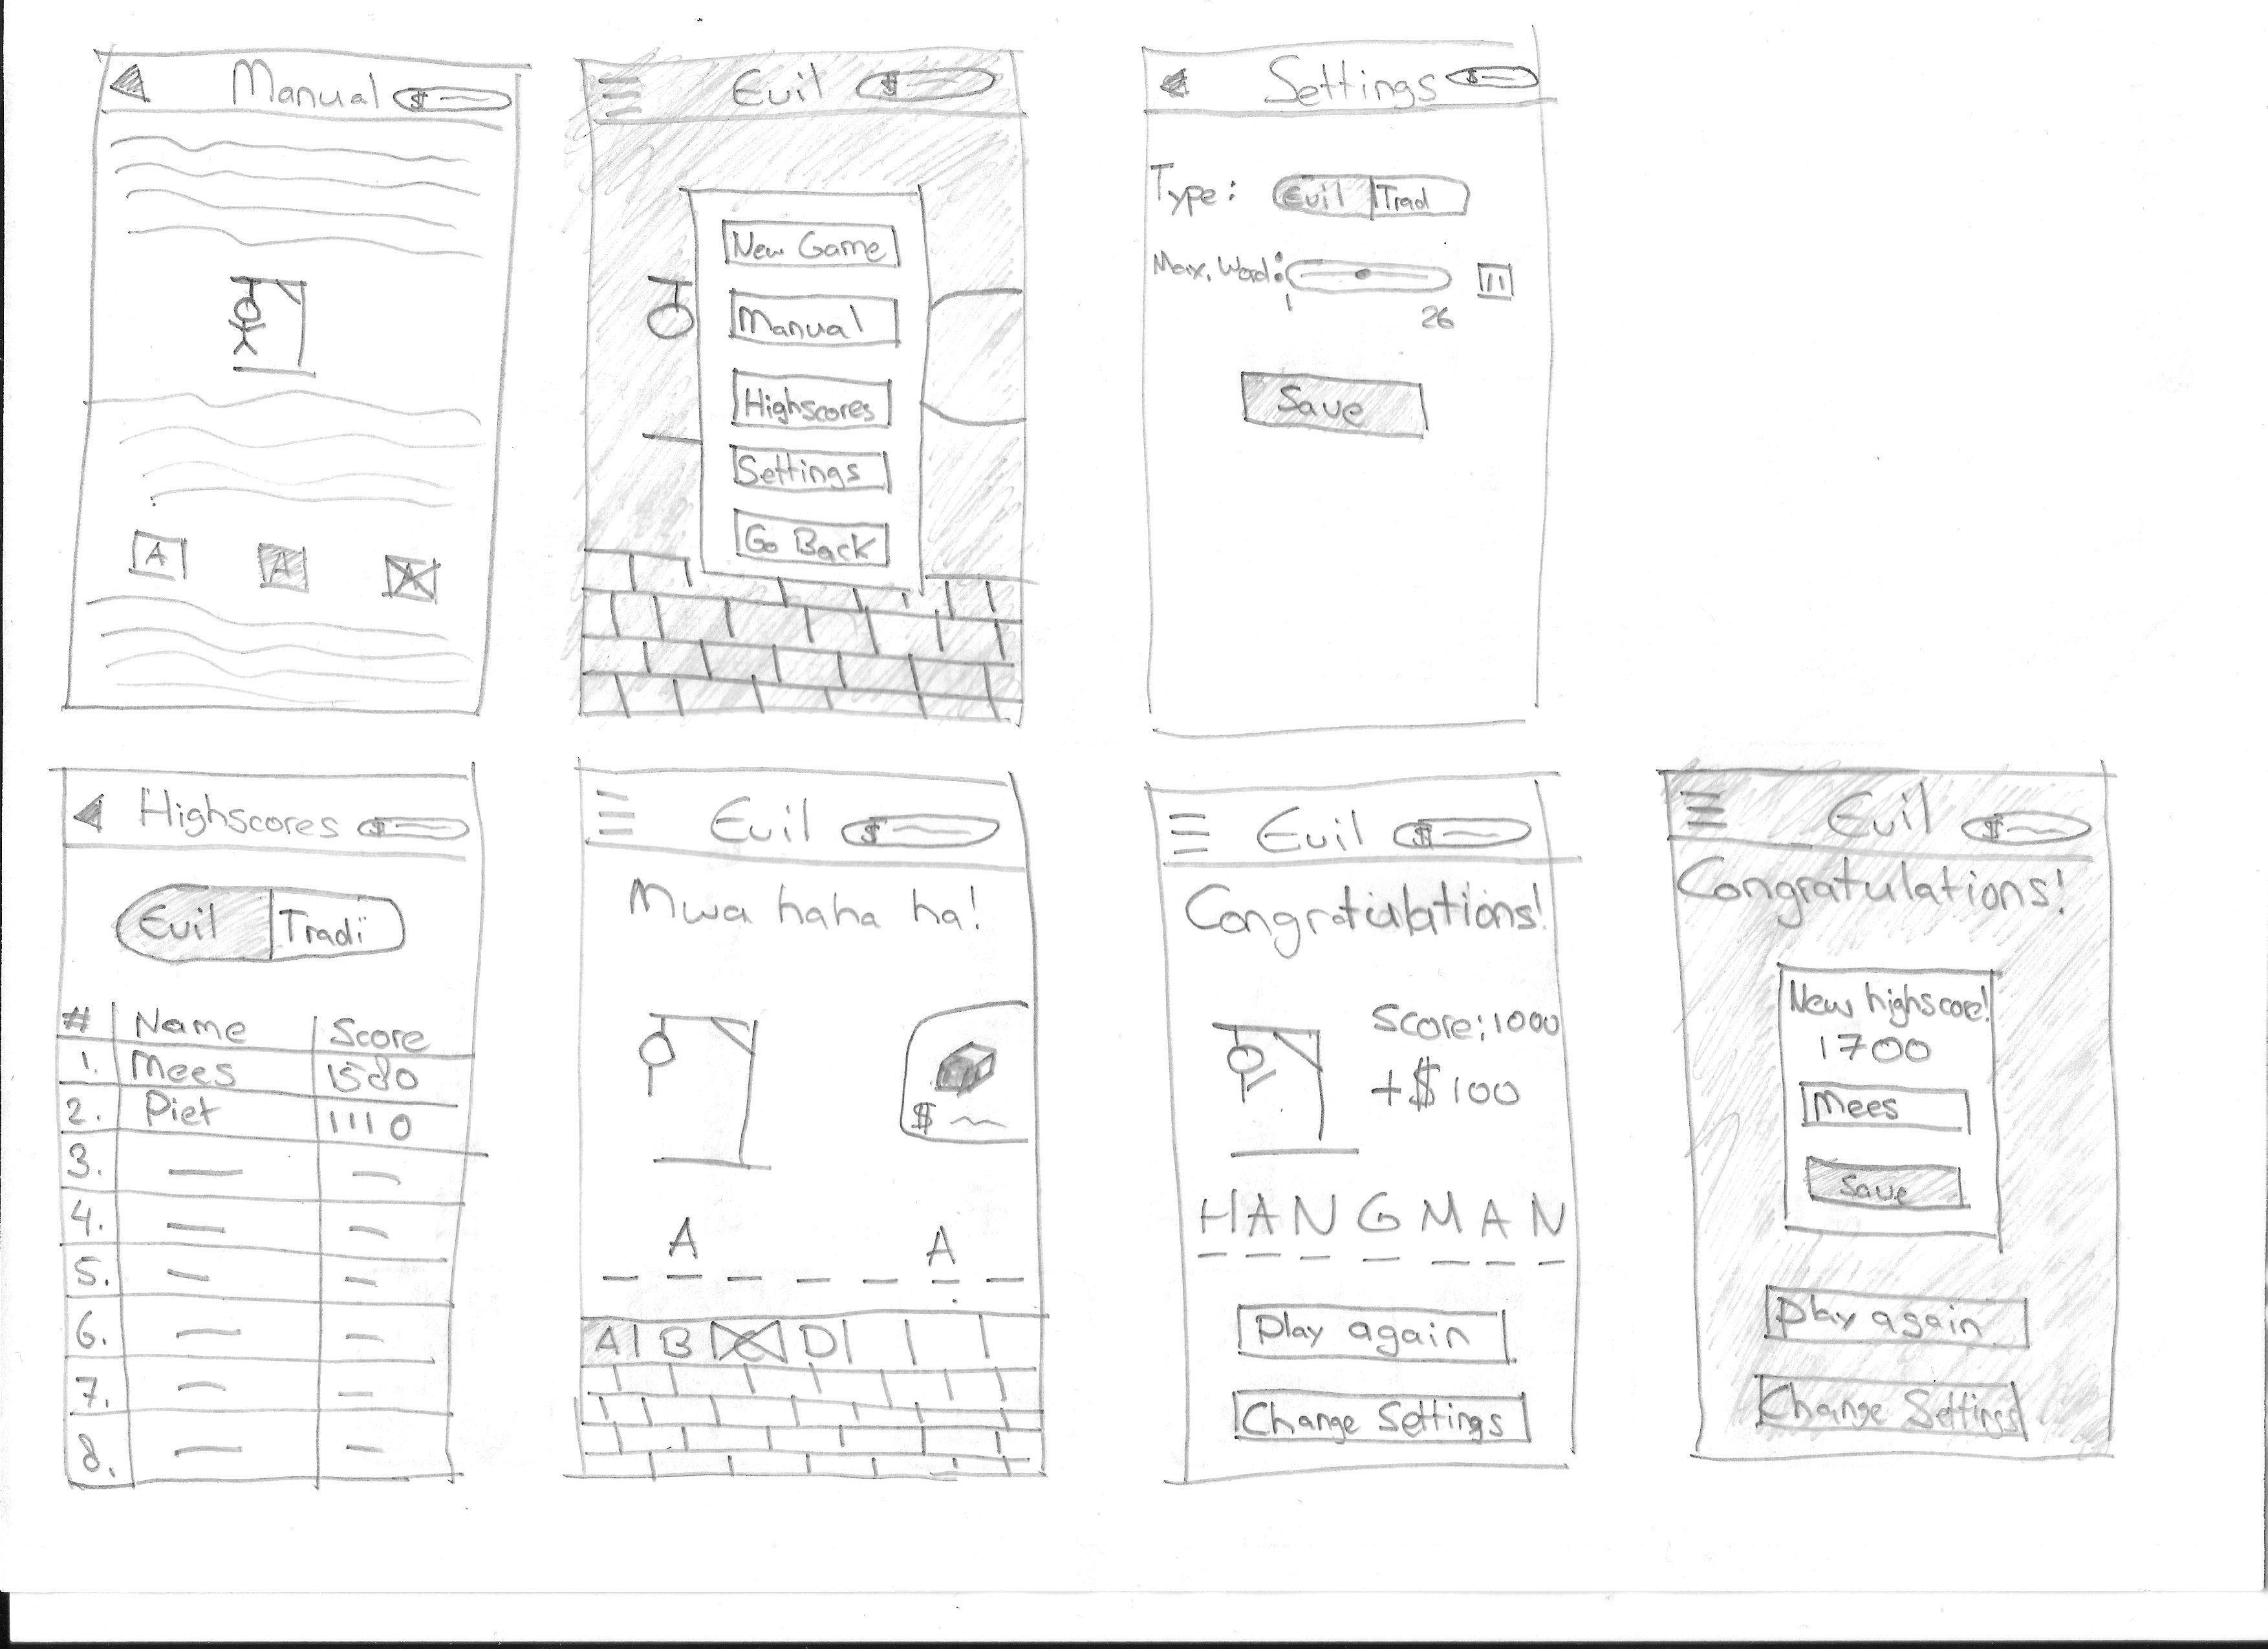 Manual $
A A A
Evil $
New Game
Manual
Highscores
Settings
Go Back
Settings $
Type: Evil Trad
Max. Word:
1 26
11
Save
Highscores $
Evil Tradi
# Name Score
1. Mees 1580
2. Piet 1110
3.
4.
5.
6.
7.
8.
Evil $
Mwa haha ha!
$
A A
A B C D
Evil $
Congratulations!
Score: 1000
+$100
HANGMAN
Play again
Change Settings
Evil $
Congratulations!
New highscore!
1700
Mees
Save
Play again
Change Settings